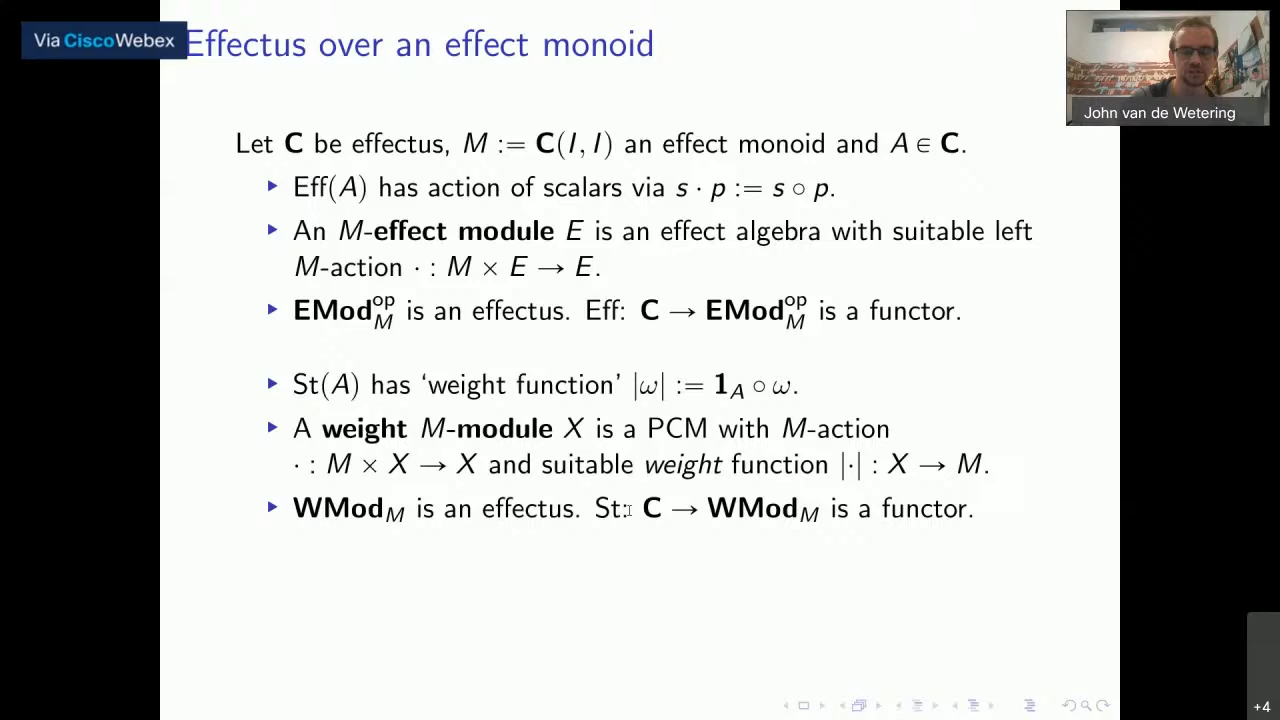 Via Cisco Webex
Effectus over an effect monoid
John van de Wetering
Let C be effectus, M := C(I, I) an effect monoid and A ∈ C.
▸ Eff(A) has action of scalars via s · p := s ∘ p.
▸ An M-effect module E is an effect algebra with suitable left
M-action · : M × E → E.
▸ EMod_M^op is an effectus. Eff: C → EMod_M^op is a functor.
▸ St(A) has ‘weight function’ |ω| := 1_A ∘ ω.
▸ A weight M-module X is a PCM with M-action
· : M × X → X and suitable weight function |·| : X → M.
▸ WMod_M is an effectus. St: C → WMod_M is a functor.
+4